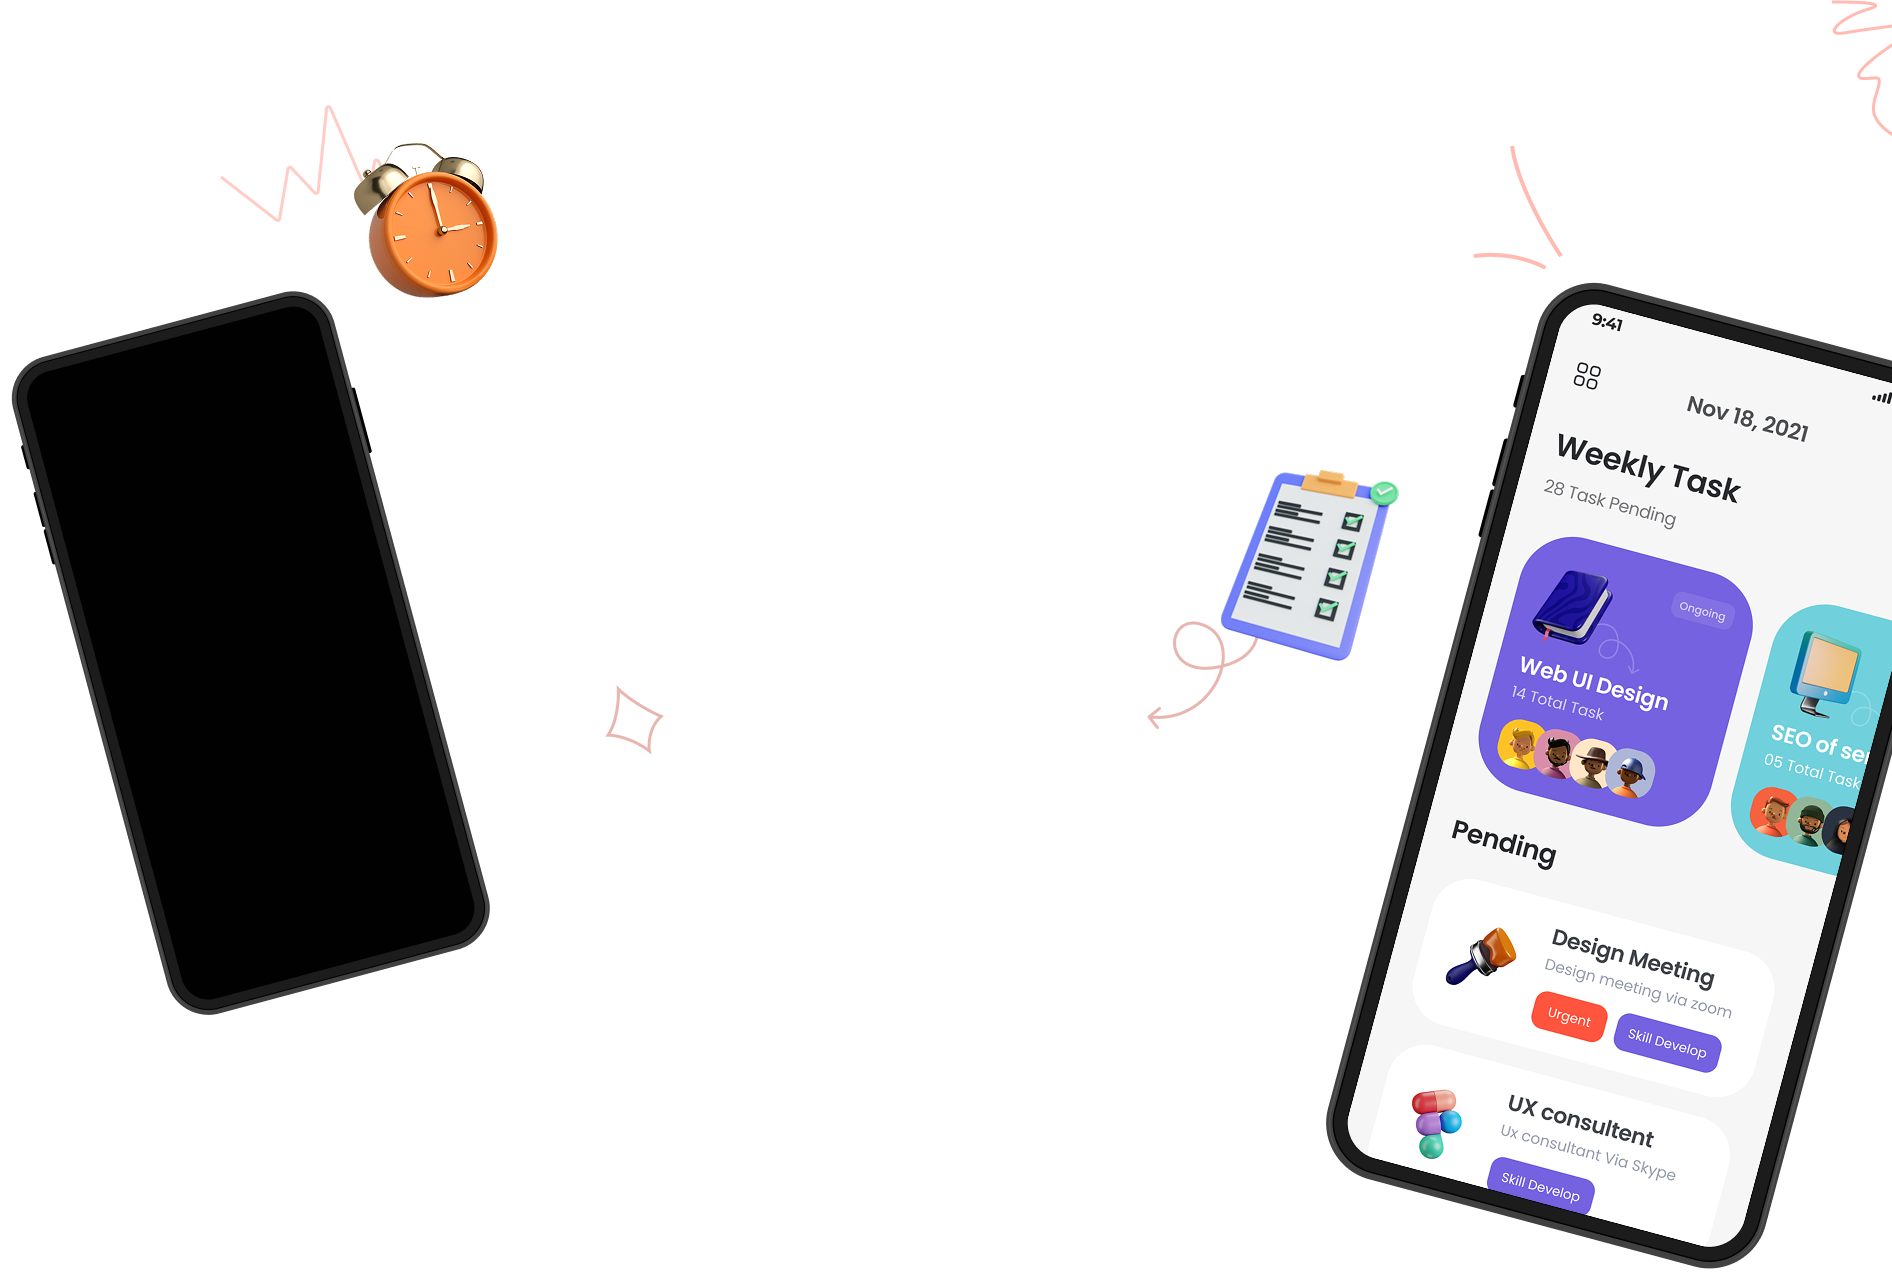 9:41
Nov 18, 2021
Weekly Task
28 Task Pending
Ongoing
Web UI Design
14 Total Task
SEO of
05 Total Task
Pending
Design Meeting
Design meeting via zoom
Urgent
Skill Develop
UX consultent
Ux consultant Via Skype
Skill Develop